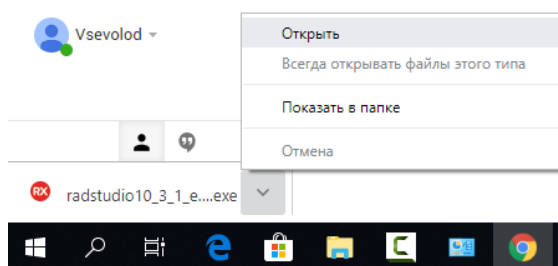 Vsevolod
Открыть
Всегда открывать файлы этого типа
Показать в папке
Отмена
RX
radstudio10_3_1_e....exe